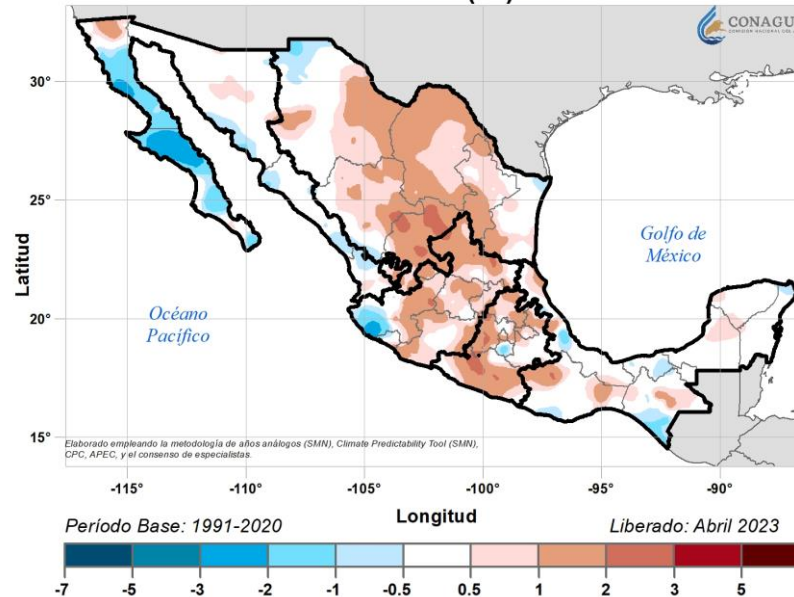 CONAGU
30°
25°
20°
15°
Latitud
Golfo de
México
Océano
Pacífico
Elaborado empleando la metodología de años análogos (SMN), Climate Predictability Tool (SMN),
CPC, APEC, y el consenso de especialistas.
-115° -110° -105° -100° -95° -90°
Longitud
Período Base: 1991-2020 Liberado: Abril 2023
-7 -5 -3 -2 -1 -0.5 0.5 1 2 3 5